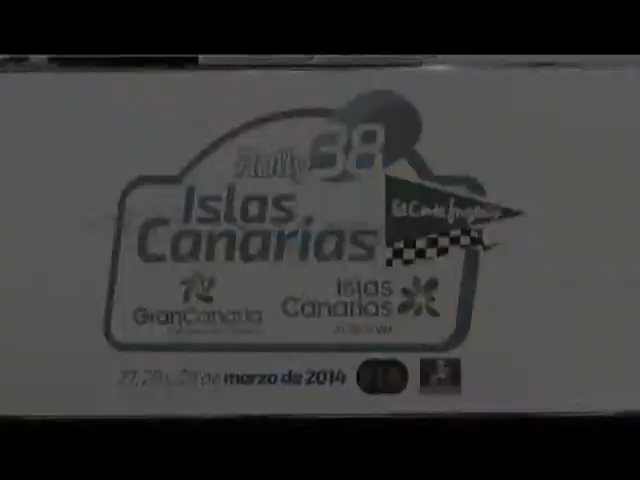 Rally 38
Islas
Canarias
El Corte Inglés
GranCanaria
Islas
Canarias
27, 28 y 29 de marzo de 2014